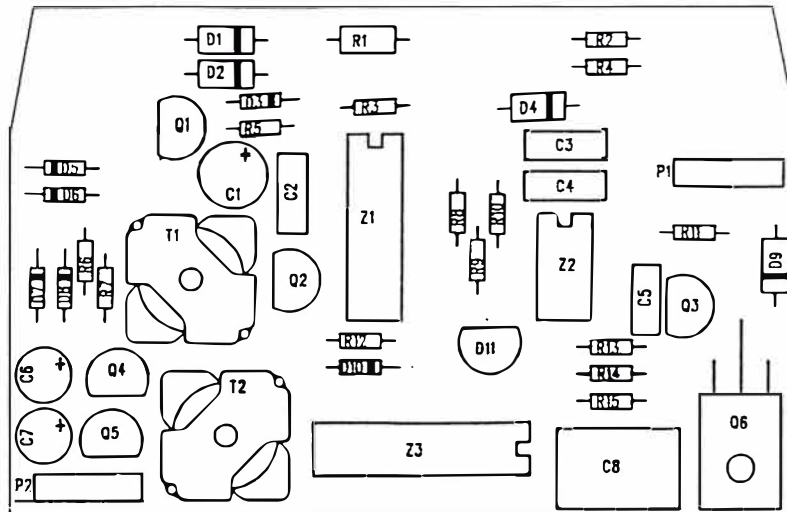 D1
R1
R2
D2
R4
D3
R3
D4
Q1
R5
C3
D5
P1
D6
C1
C2
C4
Z1
R8
R10
T1
R11
Z2
R6
R9
D9
Q2
D7
D8
R7
C5
Q3
R12
D11
R13
D10
C6
Q4
R14
T2
R15
C7
Q5
Z3
Q6
C8
P2